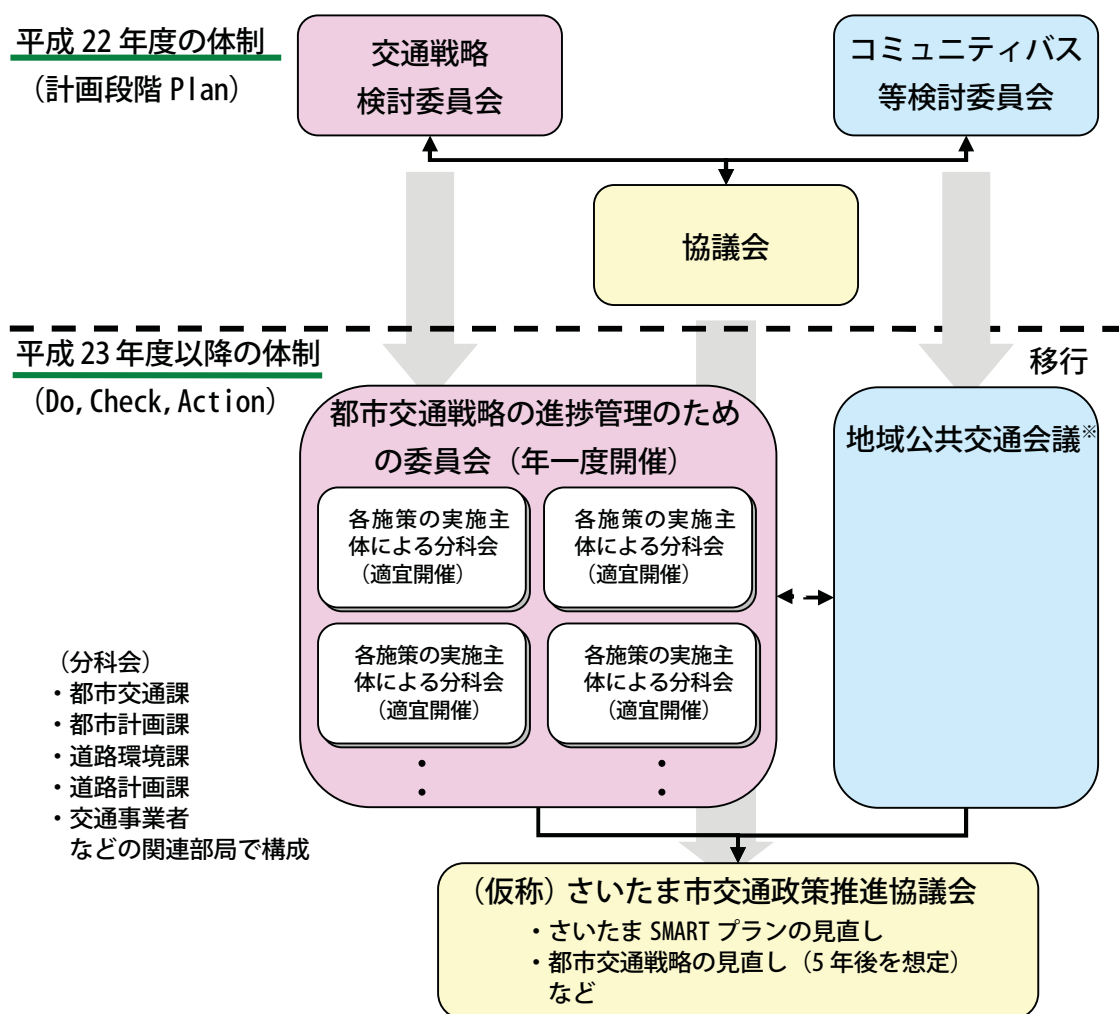 平成 22 年度の体制
（計画段階 Plan）
交通戦略
検討委員会
コミュニティバス
等検討委員会
協議会
平成 23 年度以降の体制
（Do, Check, Action）
移行
都市交通戦略の進捗管理のため
の委員会（年一度開催）
各施策の実施主
体による分科会
（適宜開催）
各施策の実施主
体による分科会
（適宜開催）
各施策の実施主
体による分科会
（適宜開催）
各施策の実施主
体による分科会
（適宜開催）
地域公共交通会議※
（分科会）
・都市交通課
・都市計画課
・道路環境課
・道路計画課
・交通事業者
などの関連部局で構成
（仮称）さいたま市交通政策推進協議会
・さいたま SMART プランの見直し
・都市交通戦略の見直し（5 年後を想定）
など